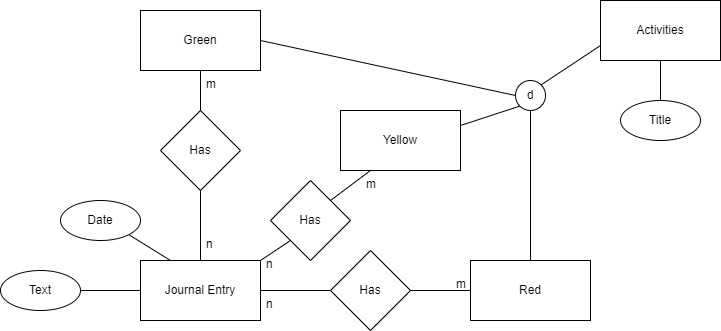 Green
Activities
m
d
Title
Has
Yellow
m
Has
n
Date
n
Text
Journal Entry
n
Has
m
Red